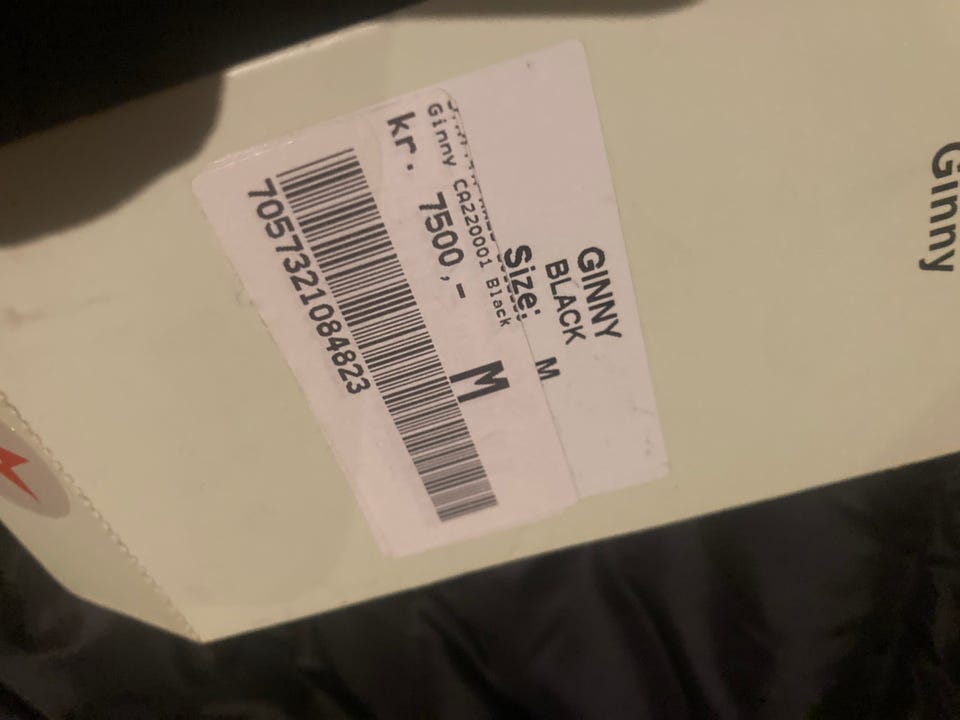 GINNY
BLACK
Size: M
Ginny CA220001 Black
kr. 7500,-
M
7057321084823
Ginny